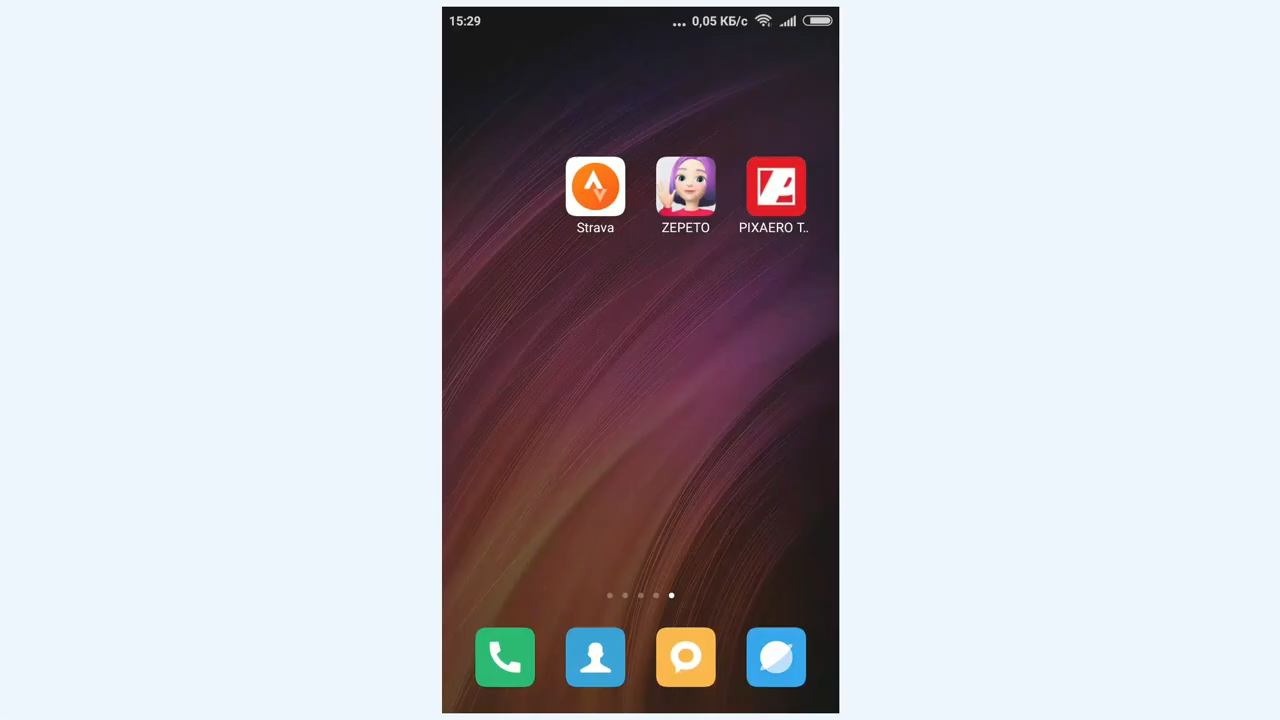 15:29
... 0,05 КБ/с
Strava
ZEPETO
PIXAERO T..